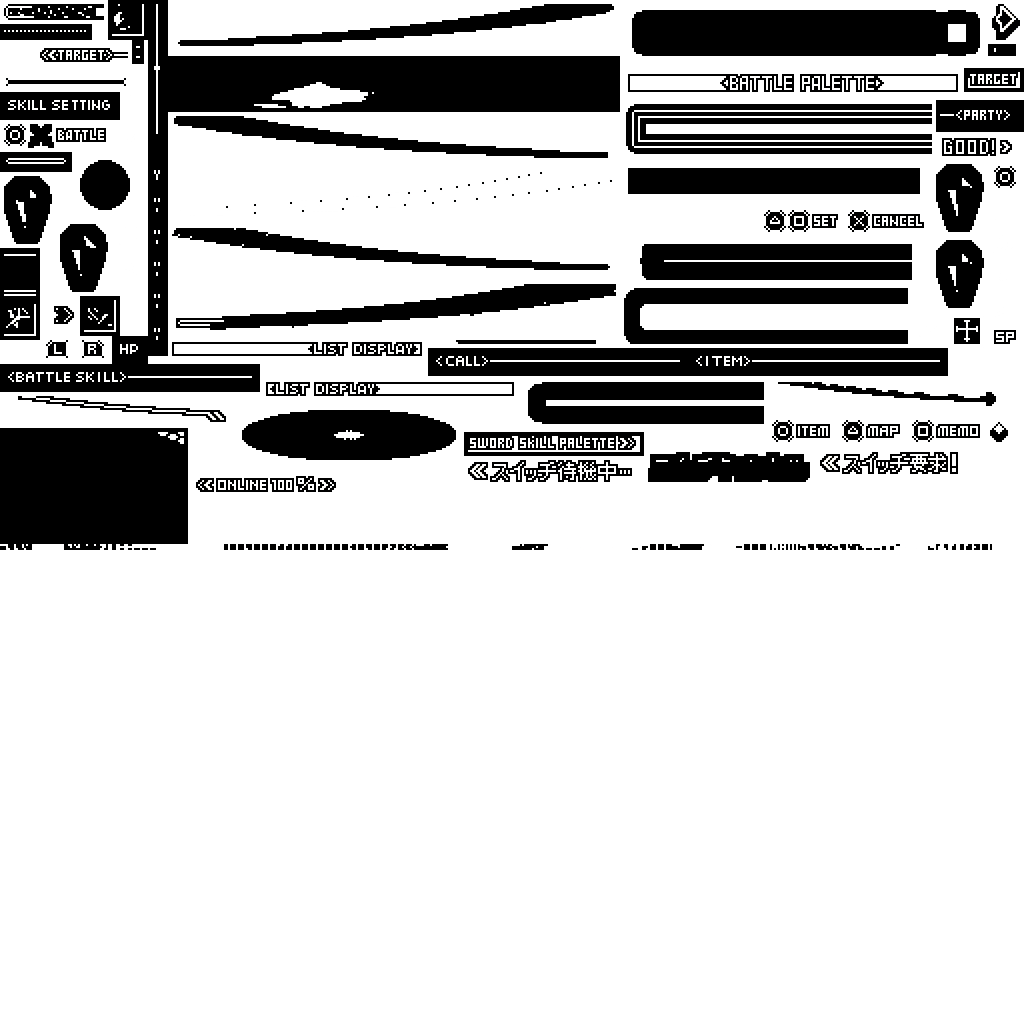 <TARGET>
<BATTLE PALETTE>
TARGET
SKILL SETTING
<PARTY>
BATTLE
GOOD!
SET CANCEL
SP
L R HP
<LIST DISPLAY>
<CALL> <ITEM>
<BATTLE SKILL>
<LIST DISPLAY>
ITEM MAP MEMO
SWORD SKILL PALETTE
≪スイッチ待機中…
≪スイッチ要求!
≪ONLINE 100%≫